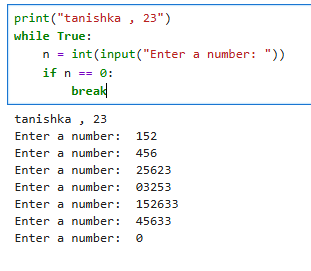 print("tanishka , 23")
while True:
    n = int(input("Enter a number: "))
    if n == 0:
        break
tanishka , 23
Enter a number:  152
Enter a number:  456
Enter a number:  25623
Enter a number:  03253
Enter a number:  152633
Enter a number:  45633
Enter a number:  0